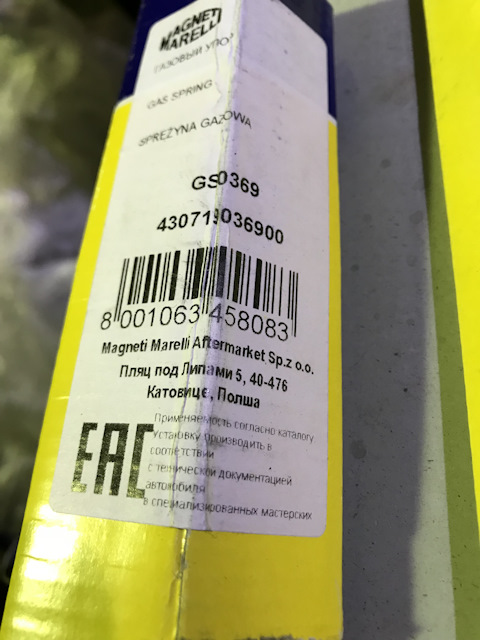 MAGNETI
MARELLI
ГАЗОВЫЙ УПОР
GAS SPRING
SPRĘŻYNA GAZOWA
GS0369
430719036900
8 001063 458083
Magneti Marelli Aftermarket Sp.z o.o.
Пляц под Липами 5, 40-476
Катовице, Полша
EAC
Применяемость согласно каталогу
Установку производить в
соответствии
с технической документацией
автомобиля
в специализированных мастерских